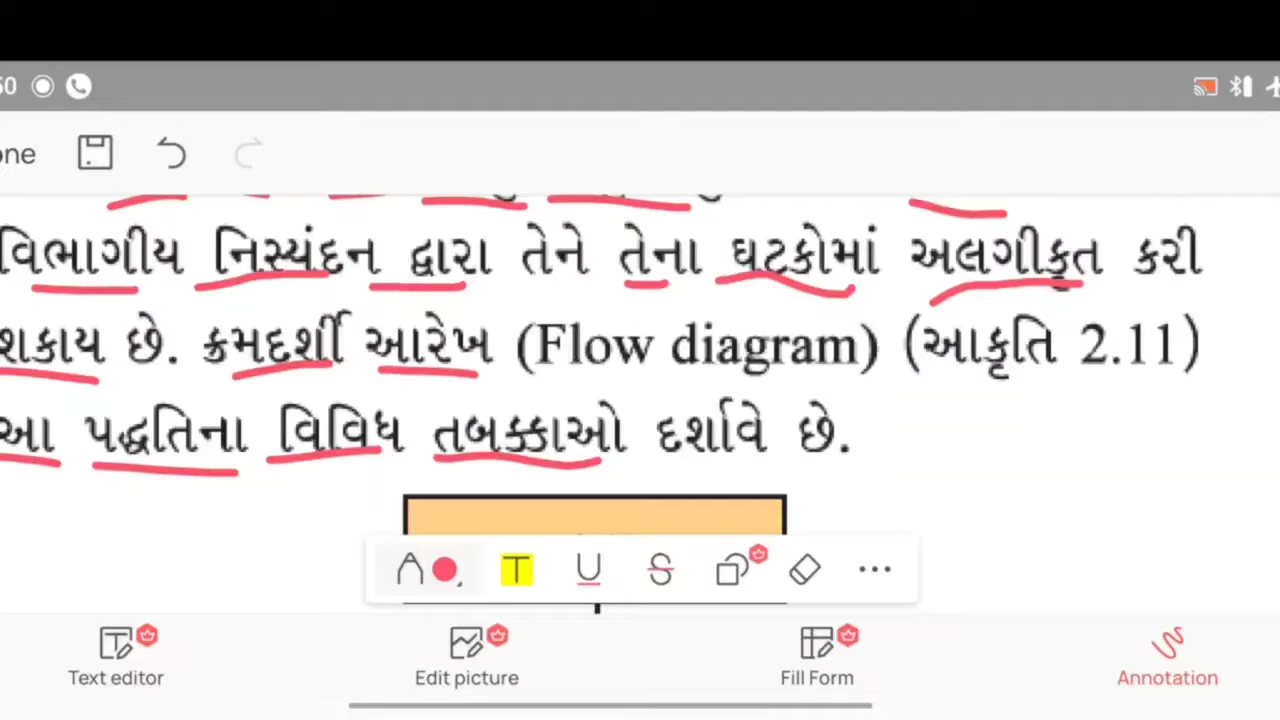 50
one
વિભાગીય નિસ્યંદન દ્વારા તેને તેના ઘટકોમાં અલગીકૃત કરી
શકાય છે. ક્રમદર્શી આરેખ (Flow diagram) (આકૃતિ 2.11)
આ પદ્ધતિના વિવિધ તબક્કાઓ દર્શાવે છે.
T U S
Text editor Edit picture Fill Form Annotation